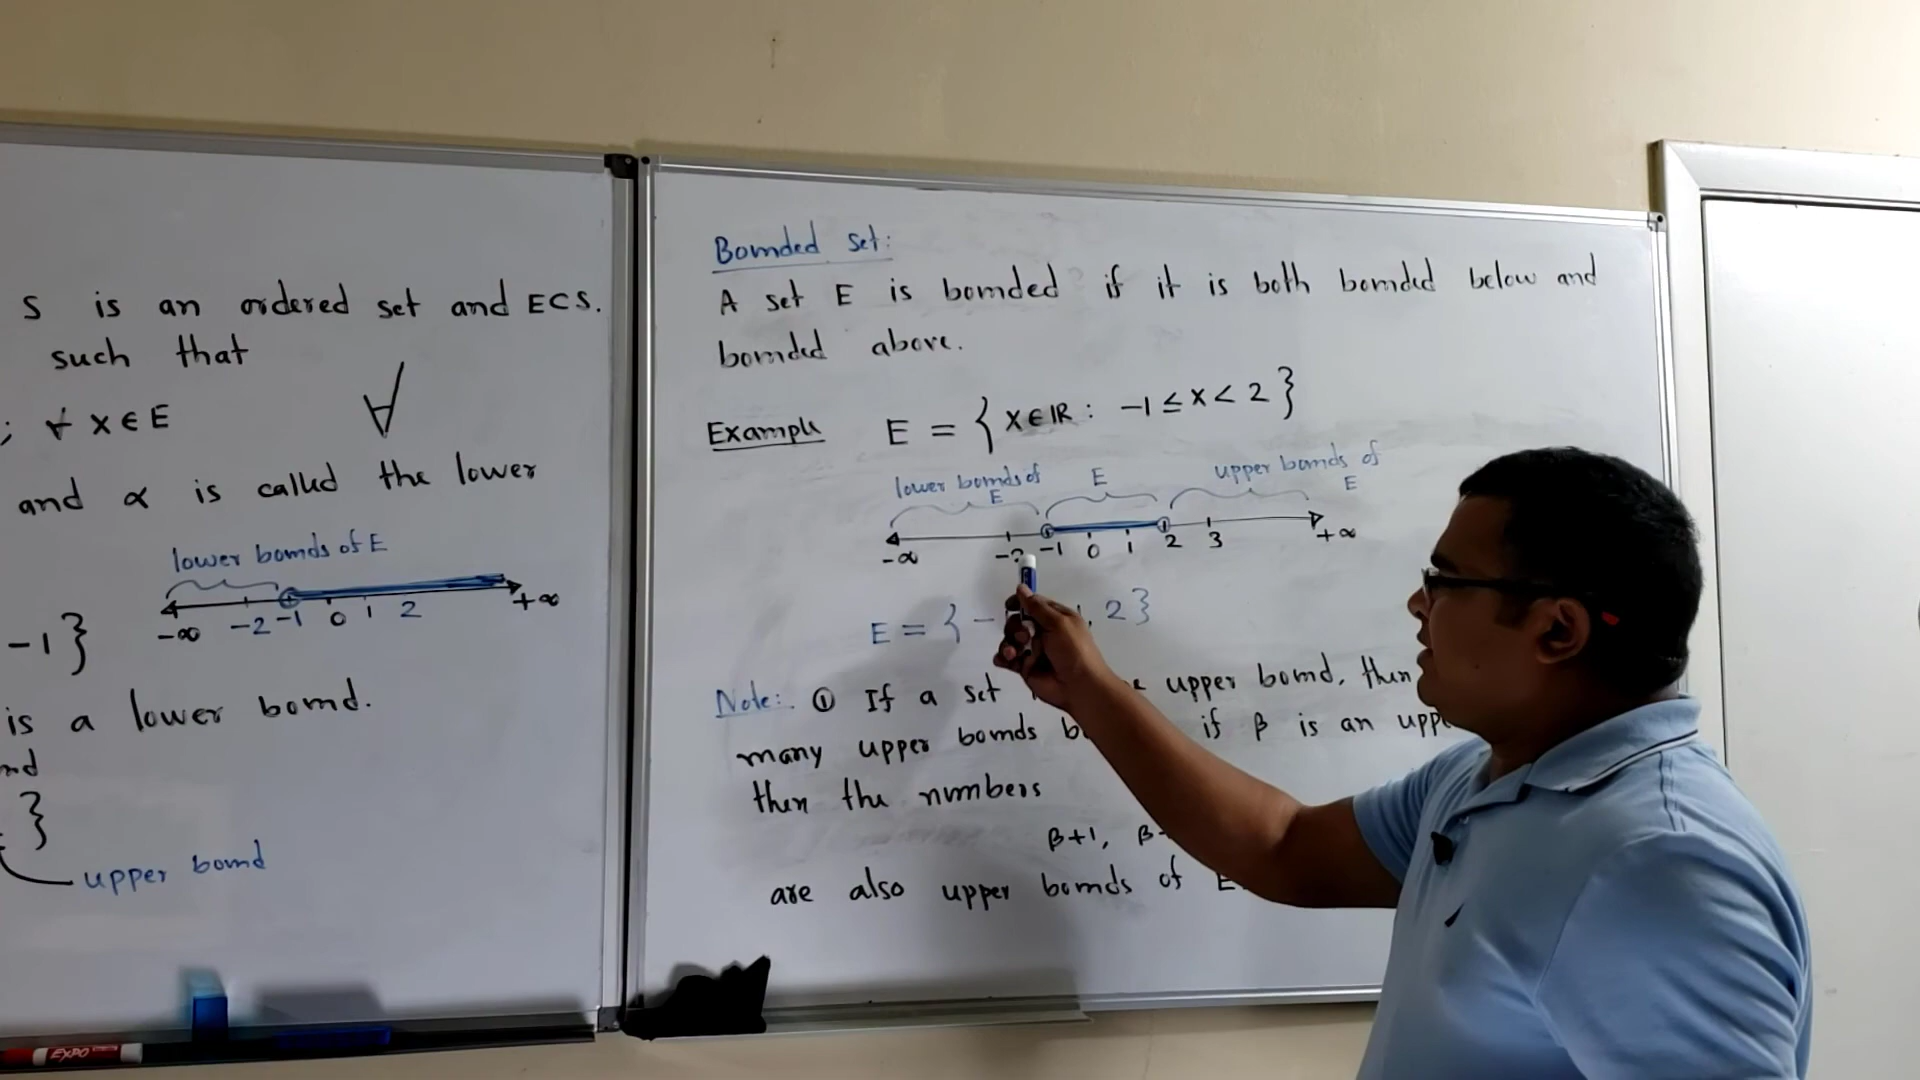 S is an ordered set and E⊂S.
such that
; ∀ x∈E
∀
and α is called the lower
lower bounds of E
-∞ -2 -1 0 1 2 +∞
-1}
is a lower bound.
nd
}
upper bound
EXPO
Bounded set:
A set E is bounded if it is both bounded below and
bounded above.
Example E = {x∈ℝ: -1≤x<2}
lower bounds of E
E
upper bounds of E
-∞ -2 -1 0 1 2 3 +∞
E = {- 1, 2}
Note: ① If a set upper bound, then
many upper bounds if β is an
then the numbers
β+1, β
are also upper bounds of E.